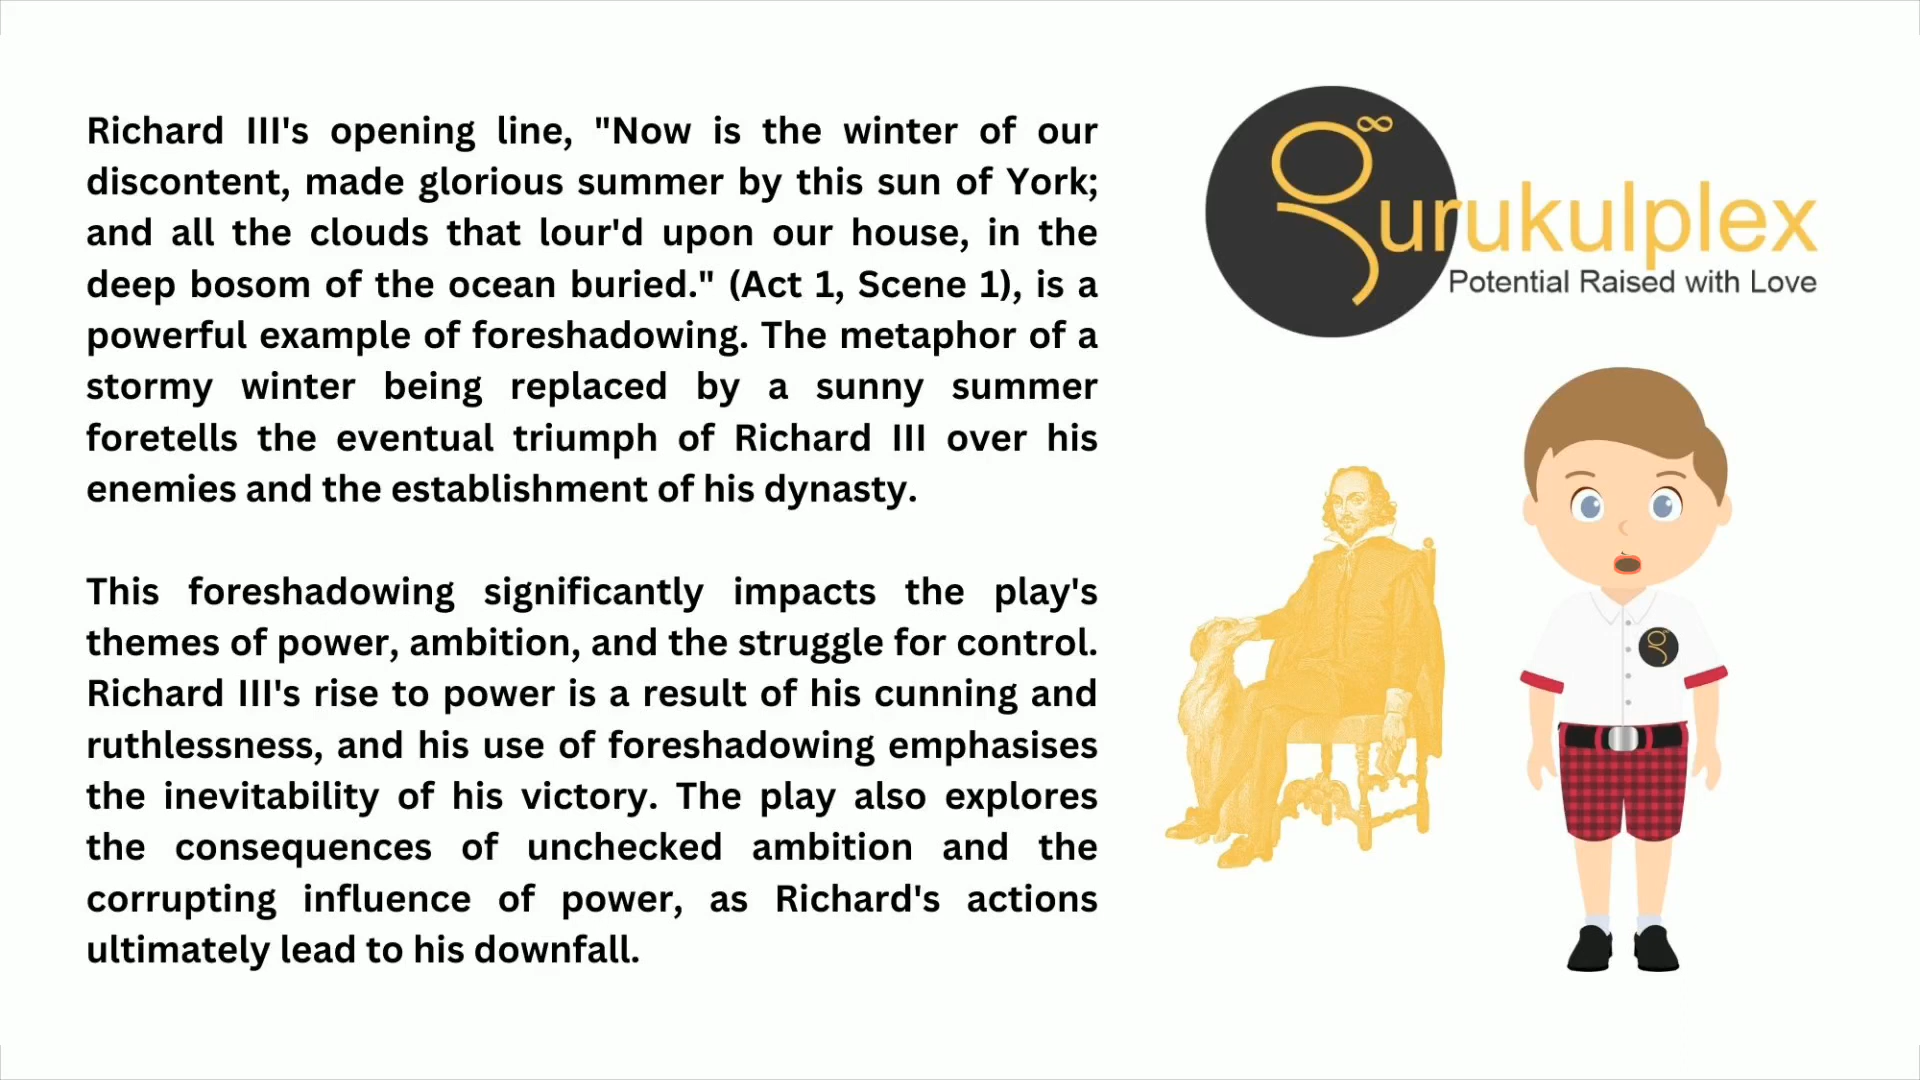 Richard III's opening line, "Now is the winter of our
discontent, made glorious summer by this sun of York;
and all the clouds that lour'd upon our house, in the
deep bosom of the ocean buried." (Act 1, Scene 1), is a
powerful example of foreshadowing. The metaphor of a
stormy winter being replaced by a sunny summer
foretells the eventual triumph of Richard III over his
enemies and the establishment of his dynasty.
This foreshadowing significantly impacts the play's
themes of power, ambition, and the struggle for control.
Richard III's rise to power is a result of his cunning and
ruthlessness, and his use of foreshadowing emphasises
the inevitability of his victory. The play also explores
the consequences of unchecked ambition and the
corrupting influence of power, as Richard's actions
ultimately lead to his downfall.
gurukulplex
Potential Raised with Love